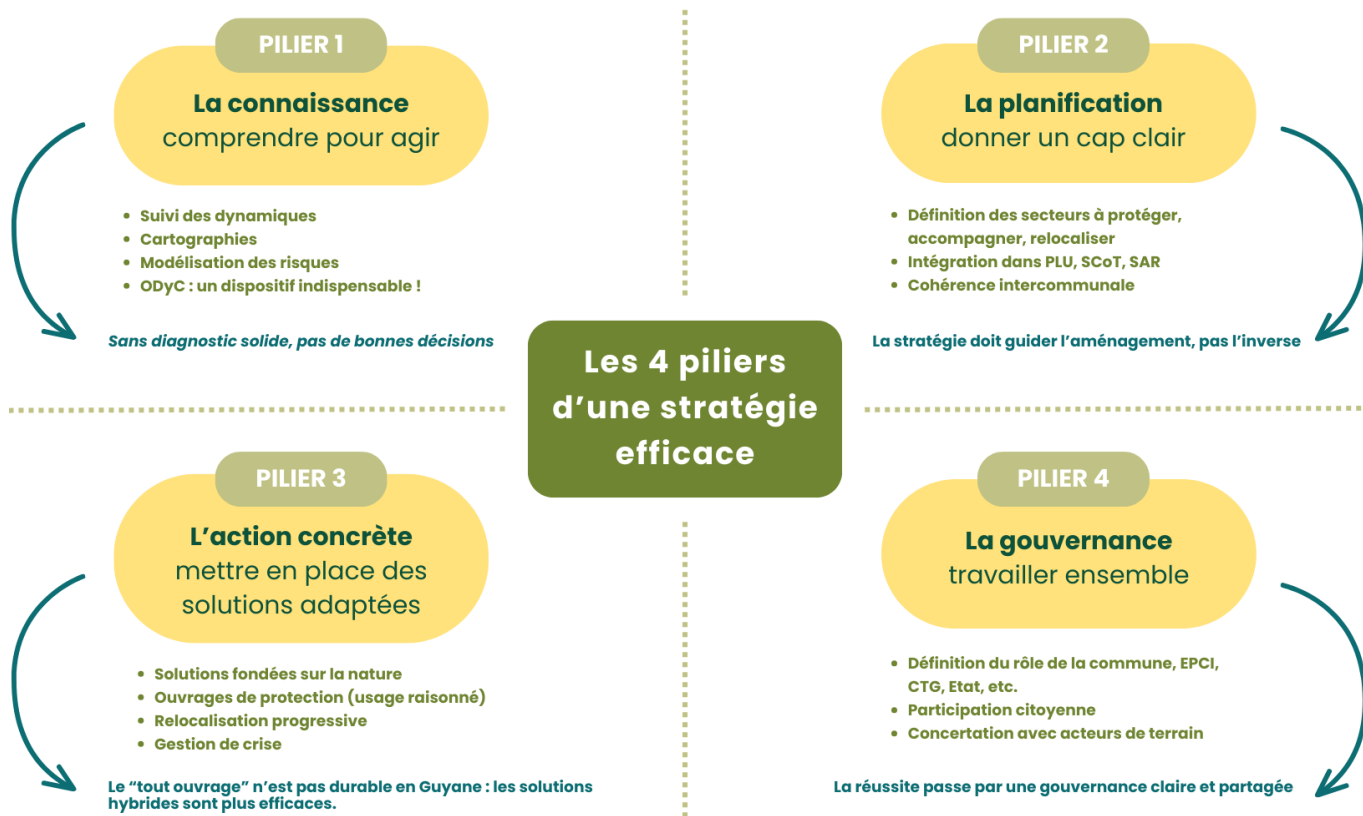 PILIER 1
La connaissance
comprendre pour agir
• Suivi des dynamiques
• Cartographies
• Modélisation des risques
• ODyC : un dispositif indispensable !
Sans diagnostic solide, pas de bonnes décisions
PILIER 2
La planification
donner un cap clair
• Définition des secteurs à protéger,
accompagner, relocaliser
• Intégration dans PLU, SCoT, SAR
• Cohérence intercommunale
La stratégie doit guider l’aménagement, pas l’inverse
Les 4 piliers
d’une stratégie
efficace
PILIER 3
L’action concrète
mettre en place des
solutions adaptées
• Solutions fondées sur la nature
• Ouvrages de protection (usage raisonné)
• Relocalisation progressive
• Gestion de crise
Le “tout ouvrage” n’est pas durable en Guyane : les solutions
hybrides sont plus efficaces.
PILIER 4
La gouvernance
travailler ensemble
• Définition du rôle de la commune, EPCI,
CTG, Etat, etc.
• Participation citoyenne
• Concertation avec acteurs de terrain
La réussite passe par une gouvernance claire et partagée